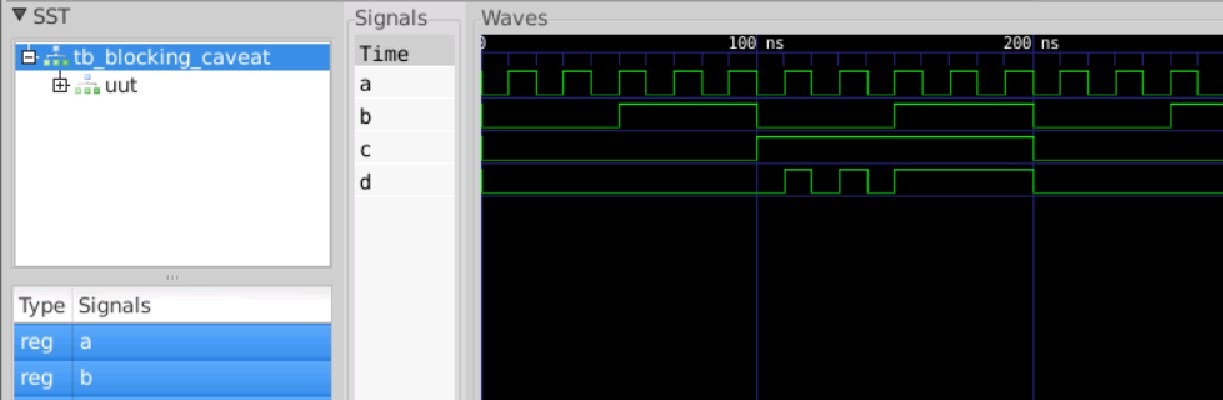 SST
tb_blocking_caveat
uut
Type Signals
reg a
reg b
Signals
Time
a
b
c
d
Waves
0 100 ns 200 ns